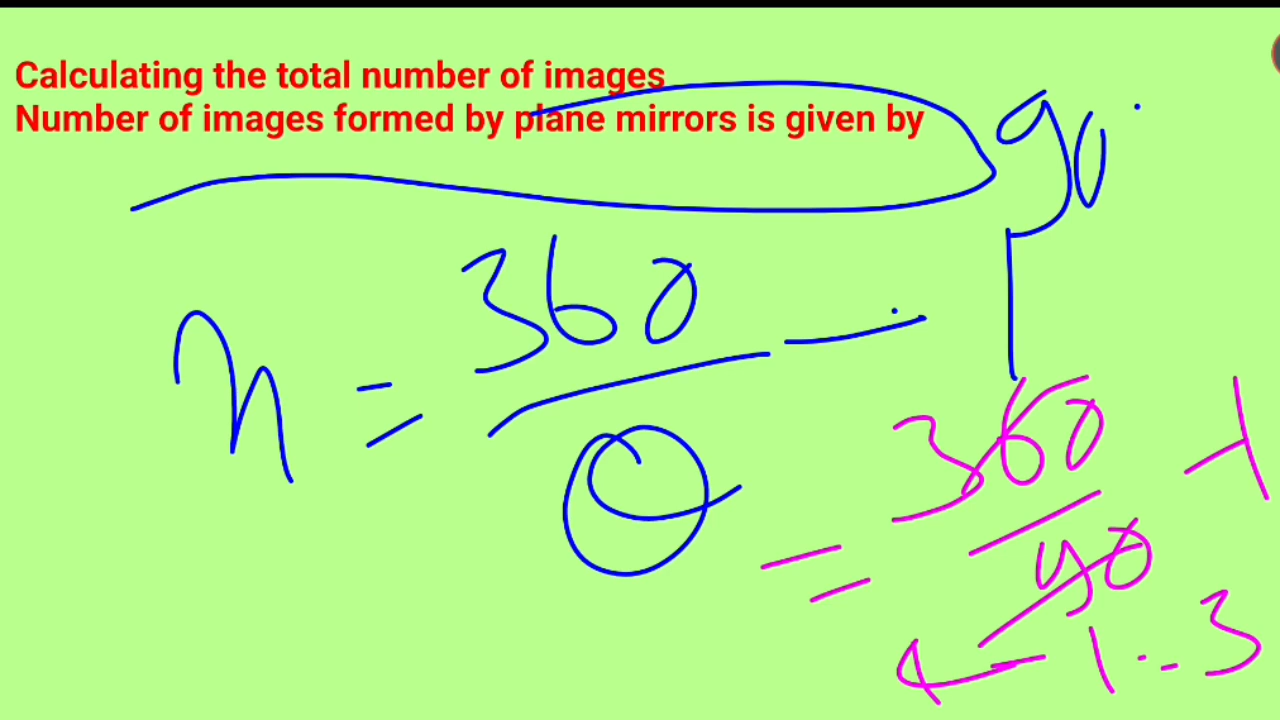 Calculating the total number of images
Number of images formed by plane mirrors is given by
90
n = 360 / θ -
1
= 360 / 90 - 1
4 - 1 = 3